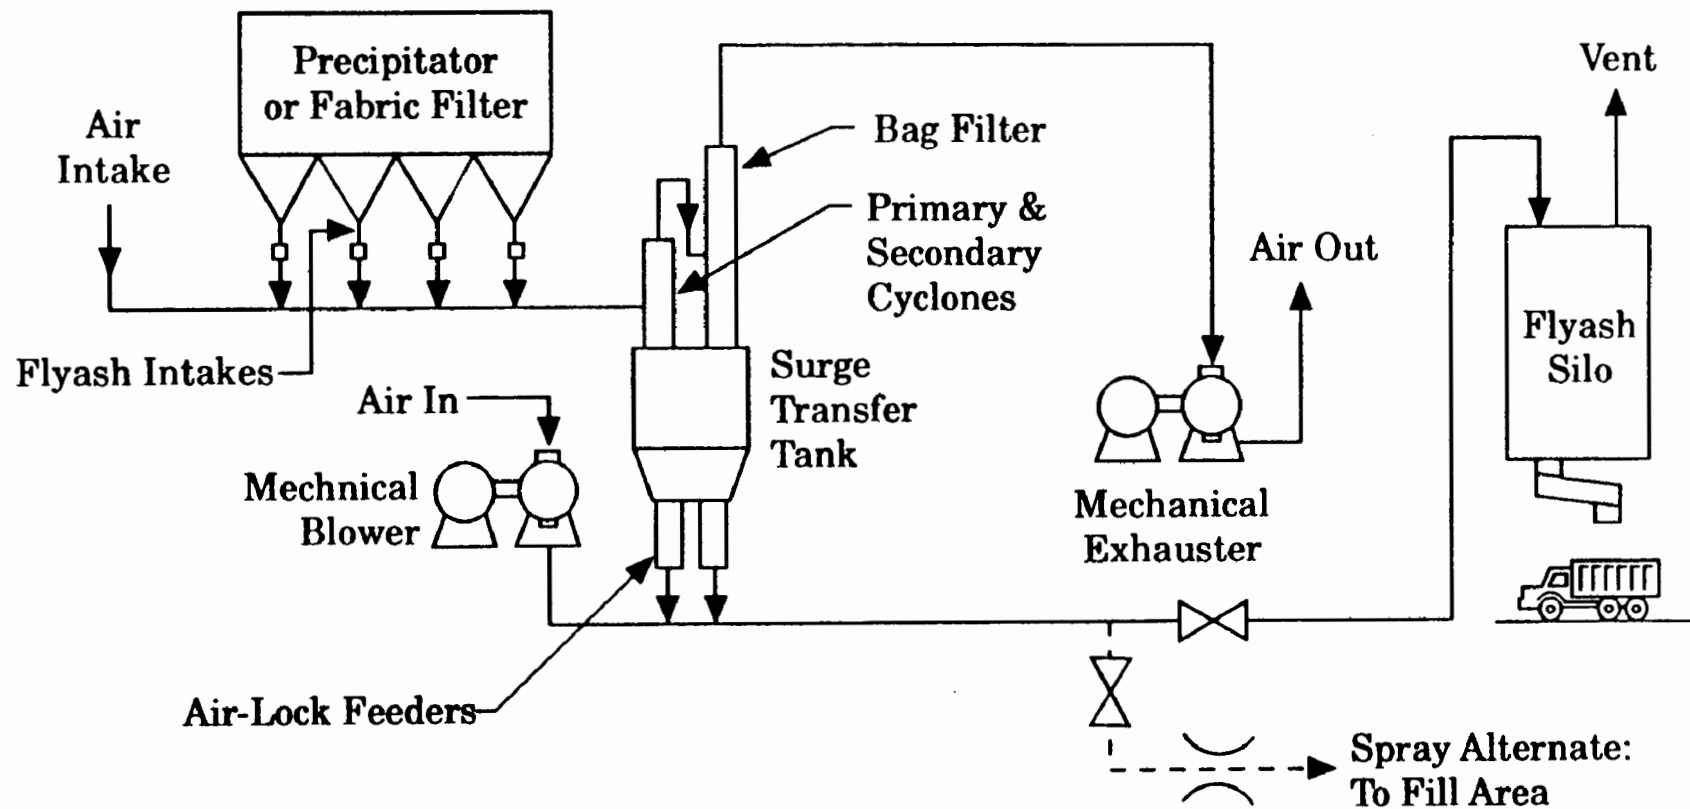 Precipitator
or Fabric Filter
Air
Intake
Bag Filter
Primary &
Secondary
Cyclones
Vent
Air Out
Flyash
Silo
Flyash Intakes
Air In
Surge
Transfer
Tank
Mechnical
Blower
Mechanical
Exhauster
Air-Lock Feeders
Spray Alternate:
To Fill Area